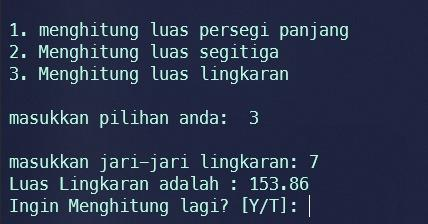 1. menghitung luas persegi panjang
2. Menghitung luas segitiga
3. Menghitung luas lingkaran
masukkan pilihan anda:  3
masukkan jari-jari lingkaran: 7
Luas Lingkaran adalah : 153.86
Ingin Menghitung lagi? [Y/T]: